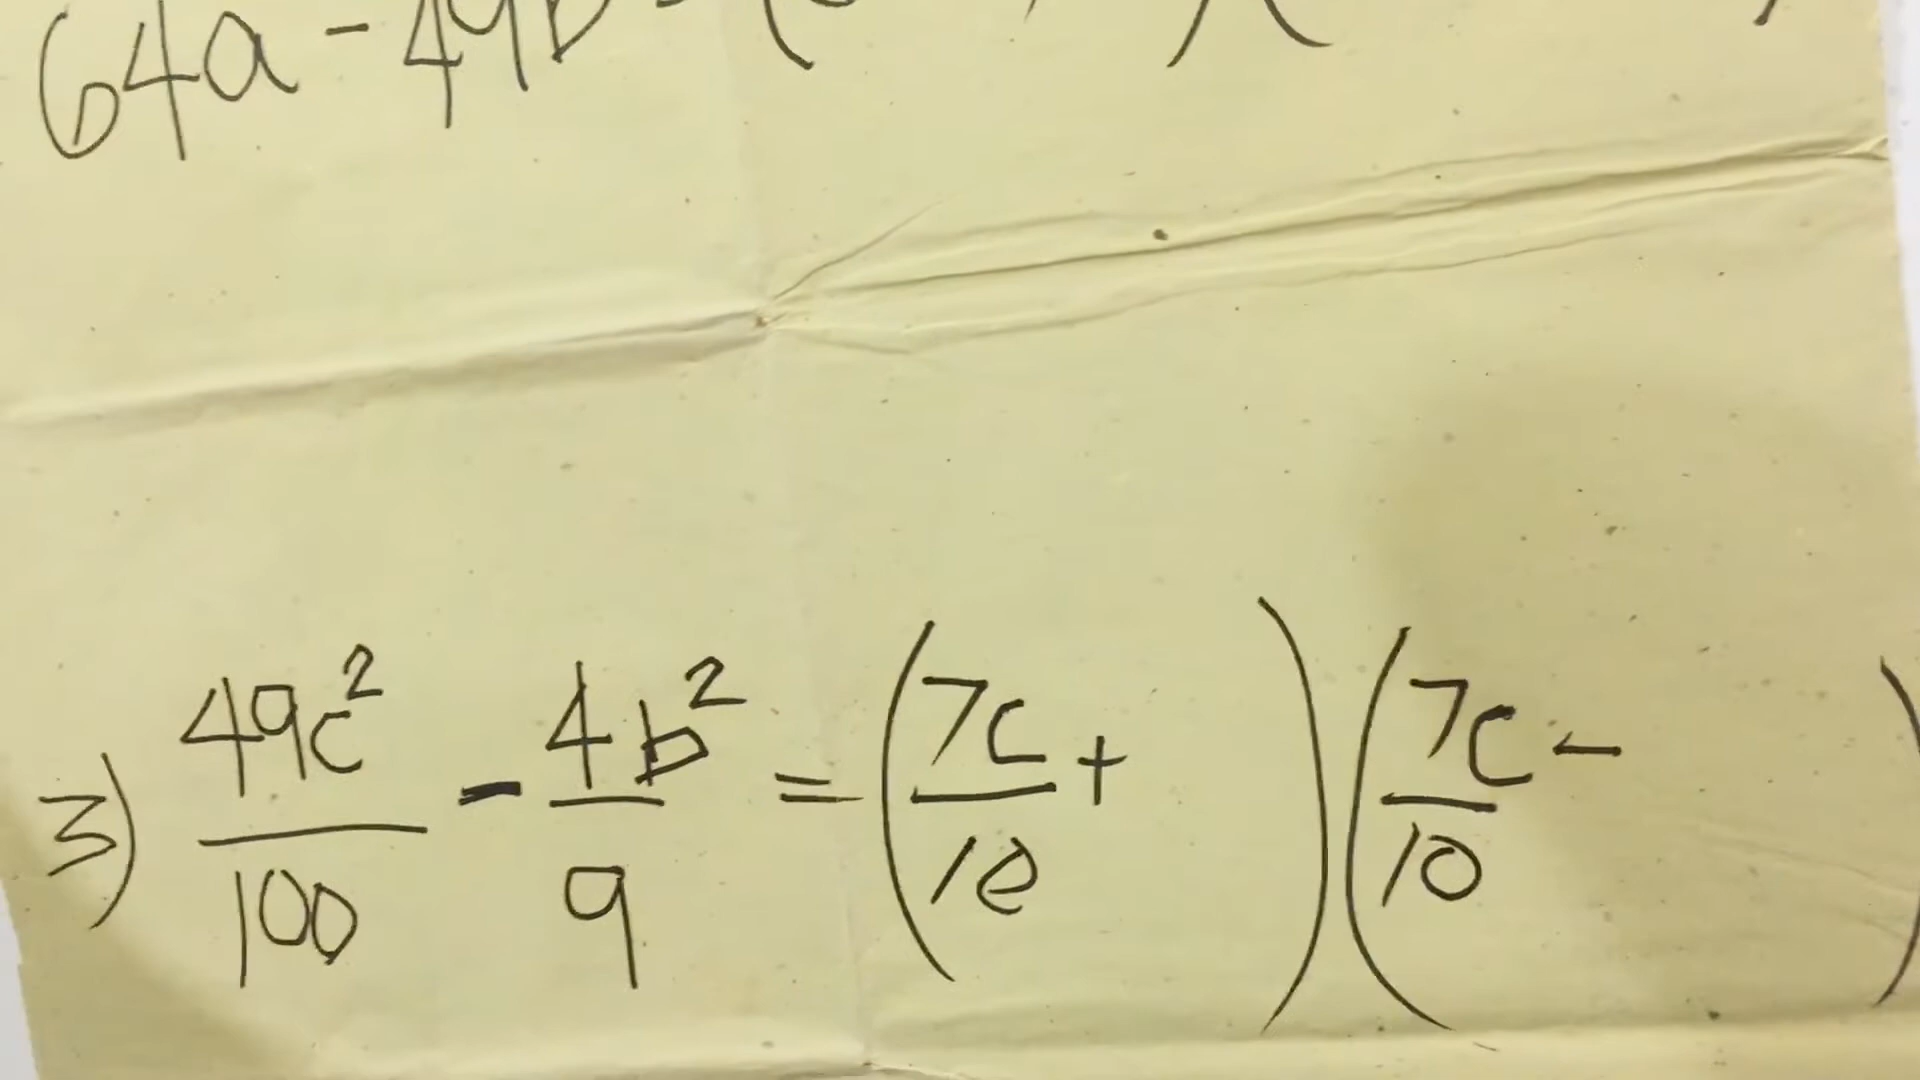 64a - 49b = ( ) (
3) 49c²/100 - 4b²/9 = (7c/10 + ) (7c/10 - )